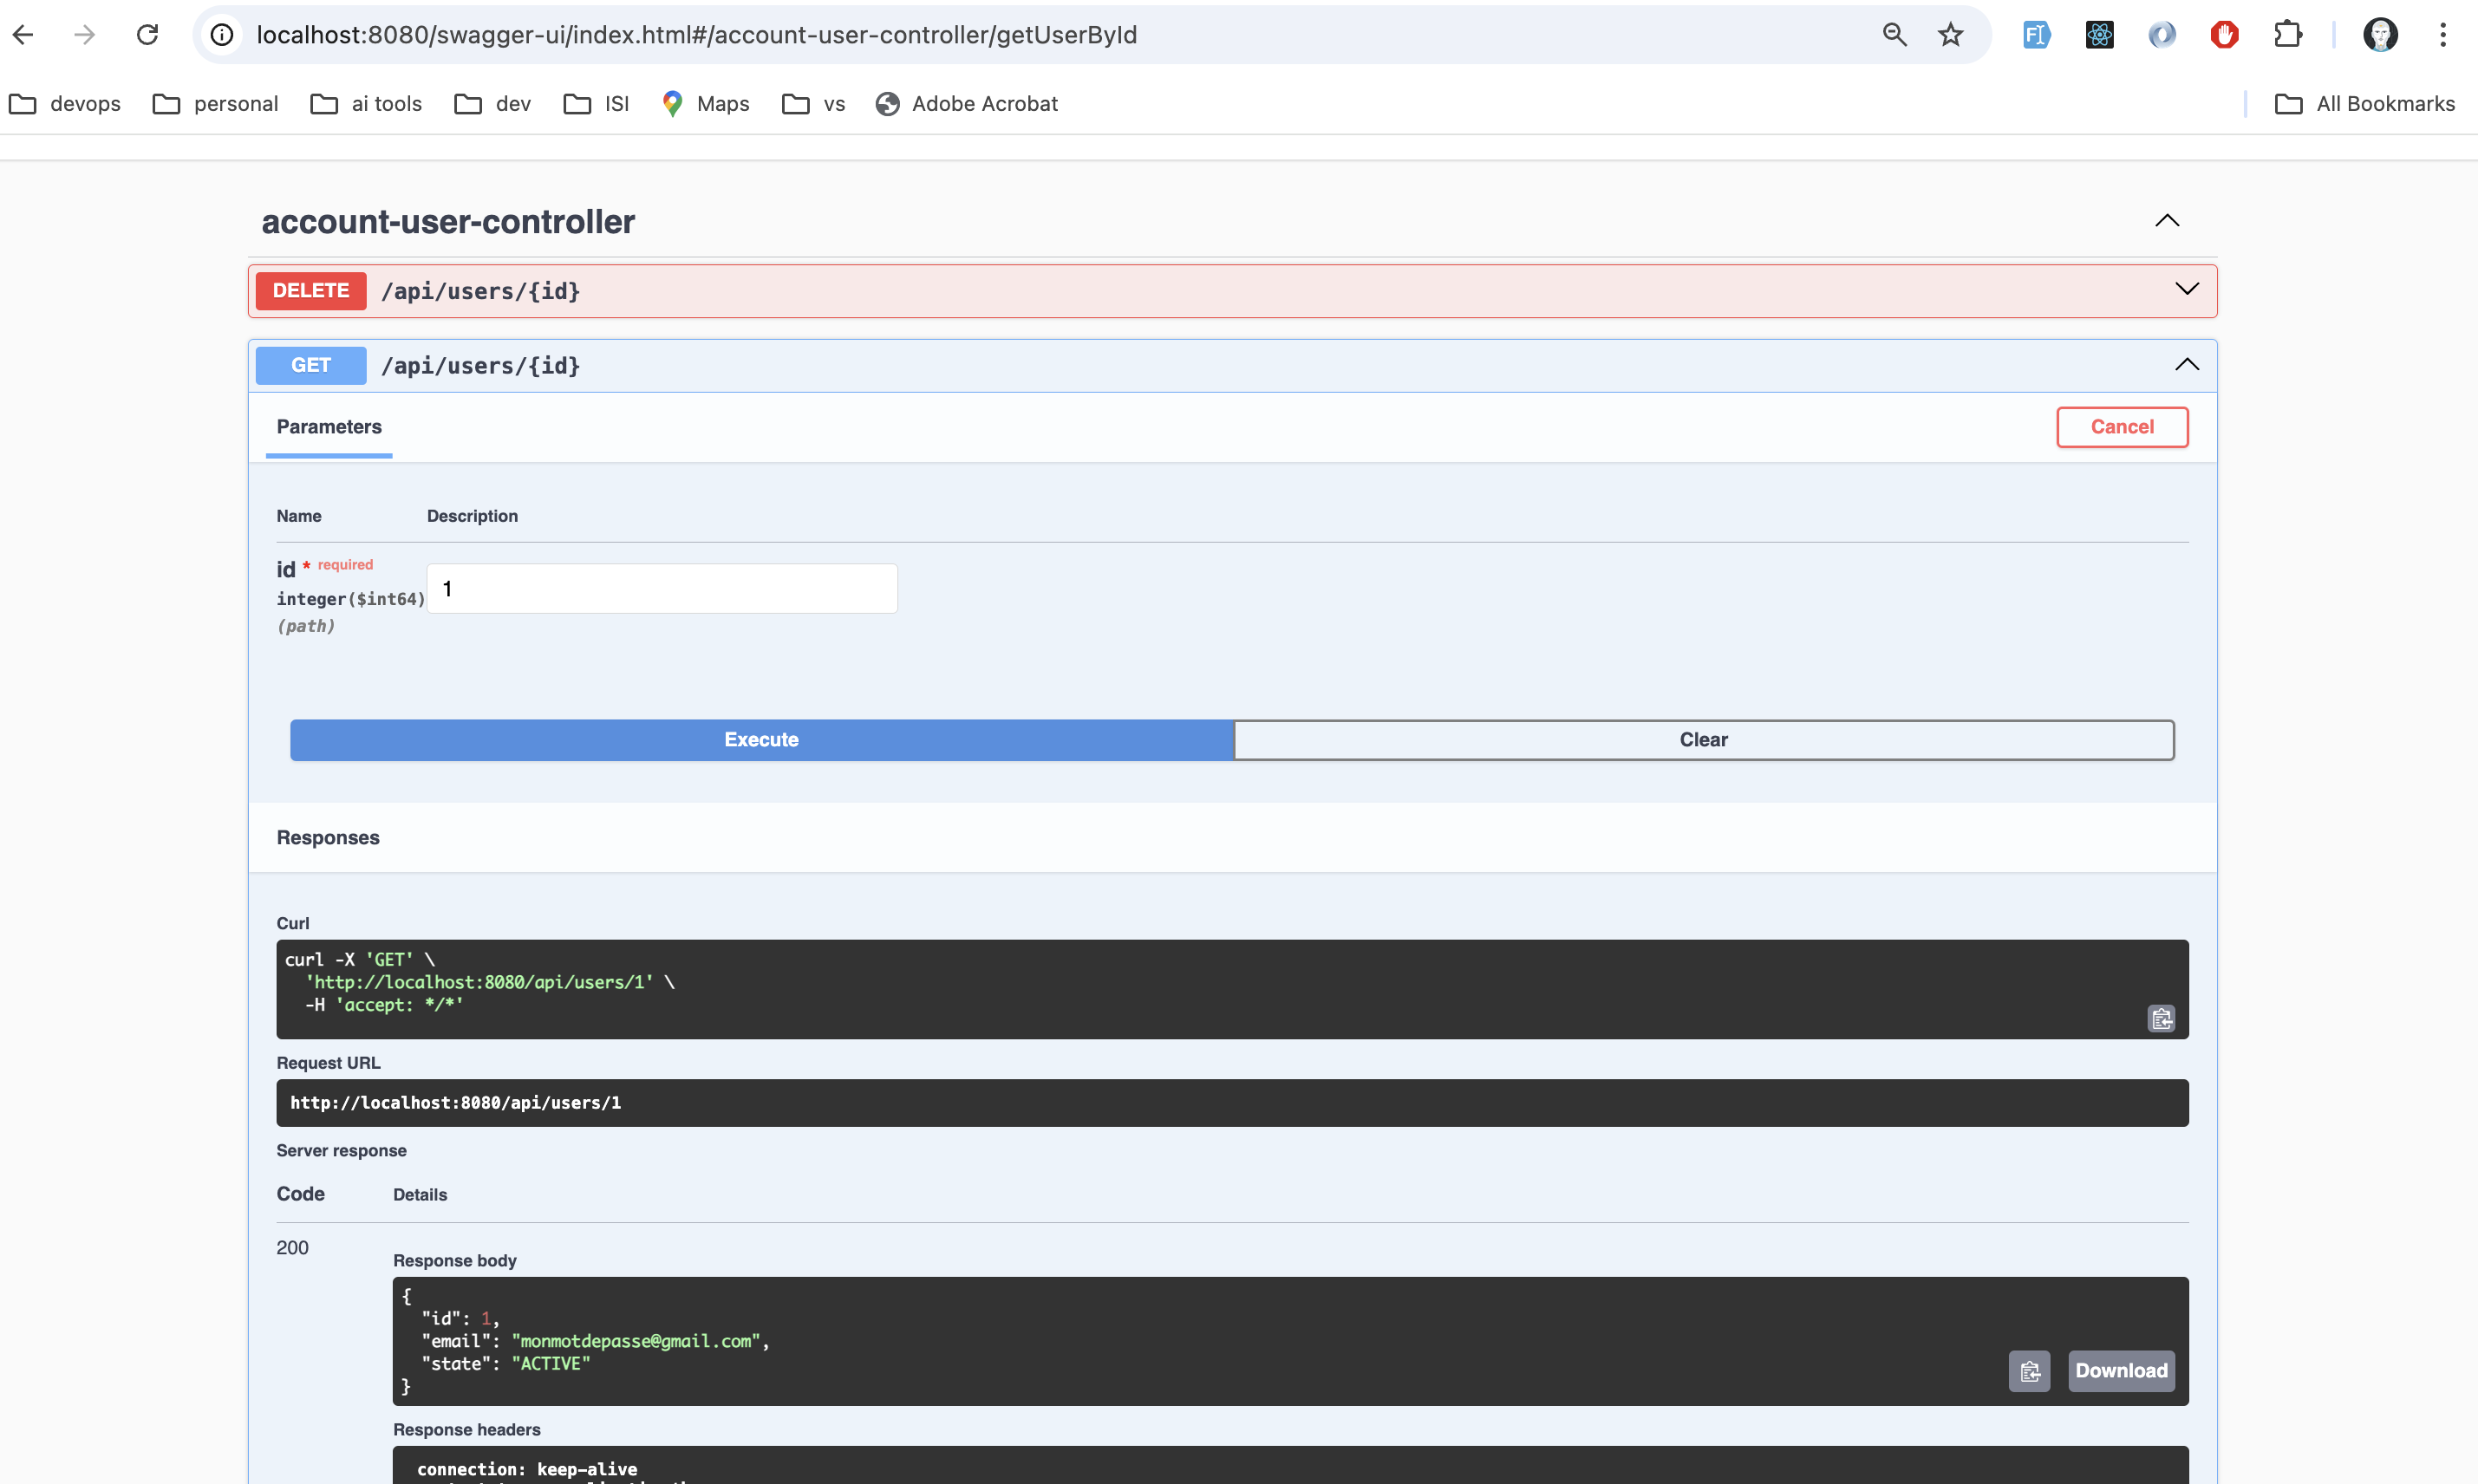 localhost:8080/swagger-ui/index.html#/account-user-controller/getUserById
devops personal ai tools dev ISI Maps vs Adobe Acrobat All Bookmarks
account-user-controller
DELETE /api/users/{id}
GET /api/users/{id}
Parameters Cancel
Name Description
id * required
integer($int64)
(path)
1
Execute Clear
Responses
Curl
curl -X 'GET' \
'http://localhost:8080/api/users/1' \
-H 'accept: */*'
Request URL
http://localhost:8080/api/users/1
Server response
Code Details
200
Response body
{
"id": 1,
"email": "monmotdepasse@gmail.com",
"state": "ACTIVE"
}
Download
Response headers
connection: keep-alive